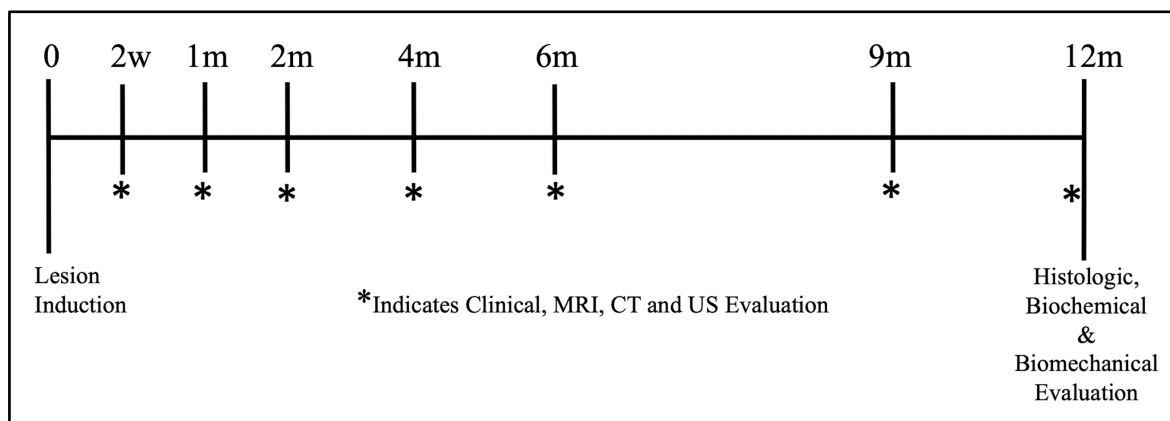 0 2w 1m 2m 4m 6m 9m 12m
* * * * * * *
Lesion
Induction
*Indicates Clinical, MRI, CT and US Evaluation
Histologic,
Biochemical
&
Biomechanical
Evaluation